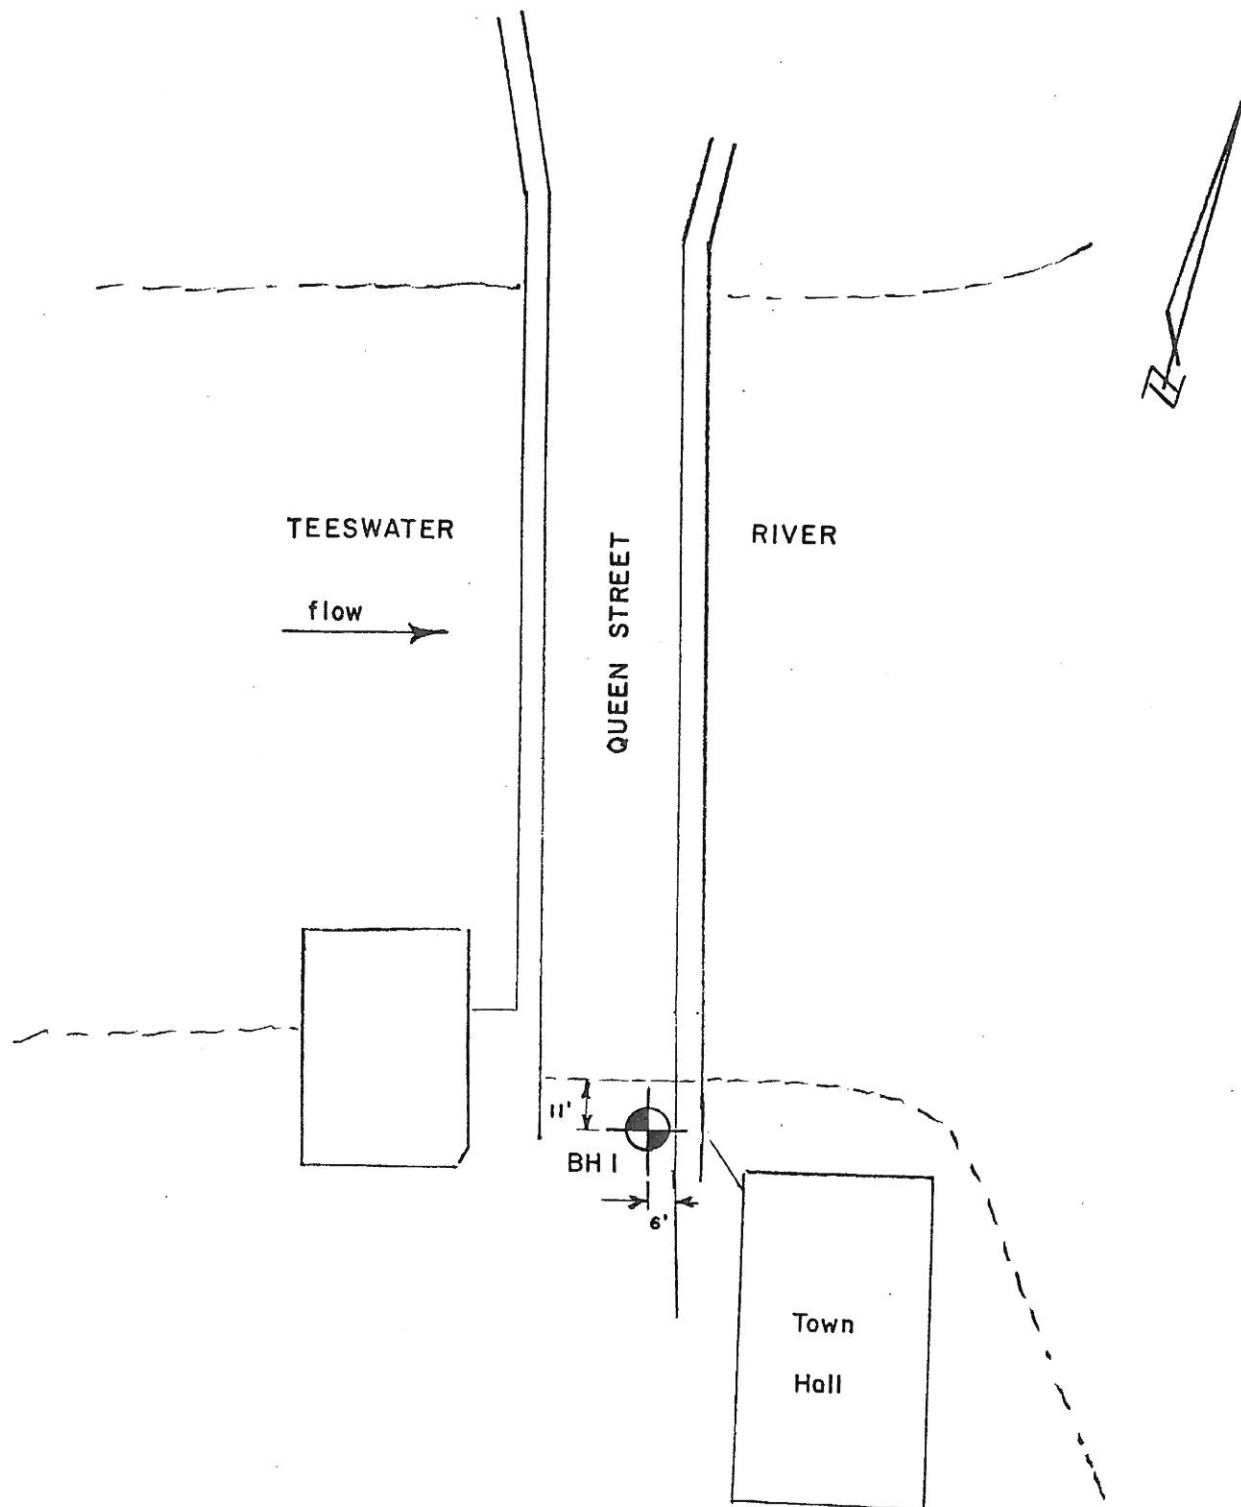 N
TEESWATER
RIVER
flow
QUEEN STREET
11'
BH 1
6'
Town
Hall